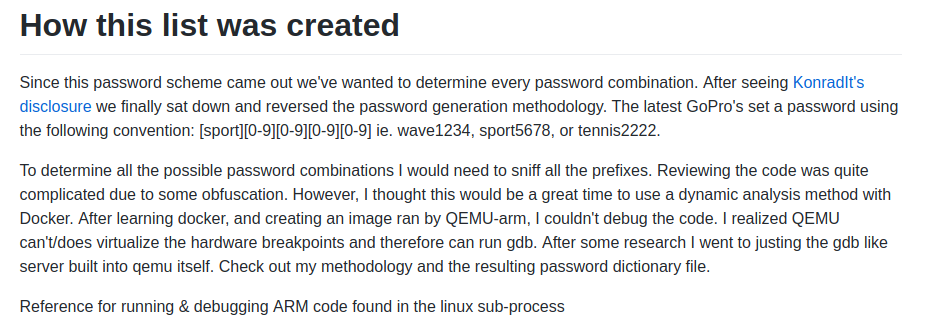 How this list was created
Since this password scheme came out we've wanted to determine every password combination. After seeing KonradIt's
disclosure we finally sat down and reversed the password generation methodology. The latest GoPro's set a password using
the following convention: [sport][0-9][0-9][0-9][0-9] ie. wave1234, sport5678, or tennis2222.
To determine all the possible password combinations I would need to sniff all the prefixes. Reviewing the code was quite
complicated due to some obfuscation. However, I thought this would be a great time to use a dynamic analysis method with
Docker. After learning docker, and creating an image ran by QEMU-arm, I couldn't debug the code. I realized QEMU
can't/does virtualize the hardware breakpoints and therefore can run gdb. After some research I went to justing the gdb like
server built into qemu itself. Check out my methodology and the resulting password dictionary file.
Reference for running & debugging ARM code found in the linux sub-process